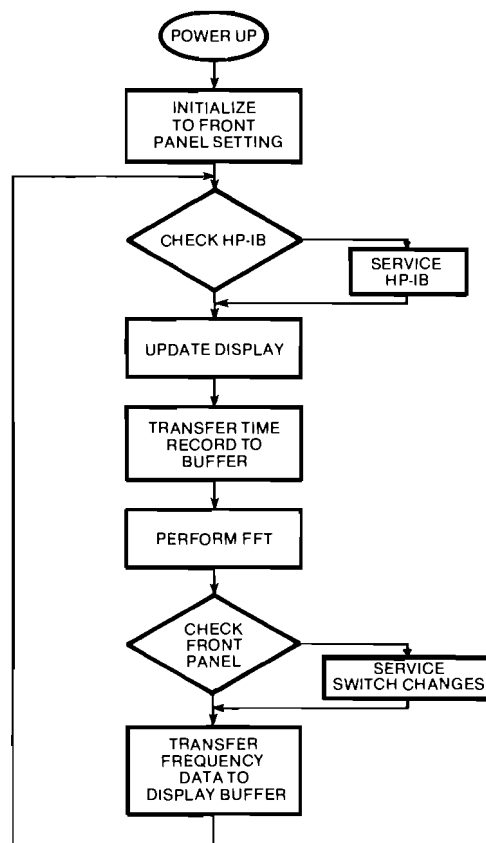 POWER UP
INITIALIZE
TO FRONT
PANEL SETTING
CHECK HP-IB
SERVICE
HP-IB
UPDATE DISPLAY
TRANSFER TIME
RECORD TO
BUFFER
PERFORM FFT
CHECK
FRONT
PANEL
SERVICE
SWITCH CHANGES
TRANSFER
FREQUENCY
DATA TO
DISPLAY BUFFER